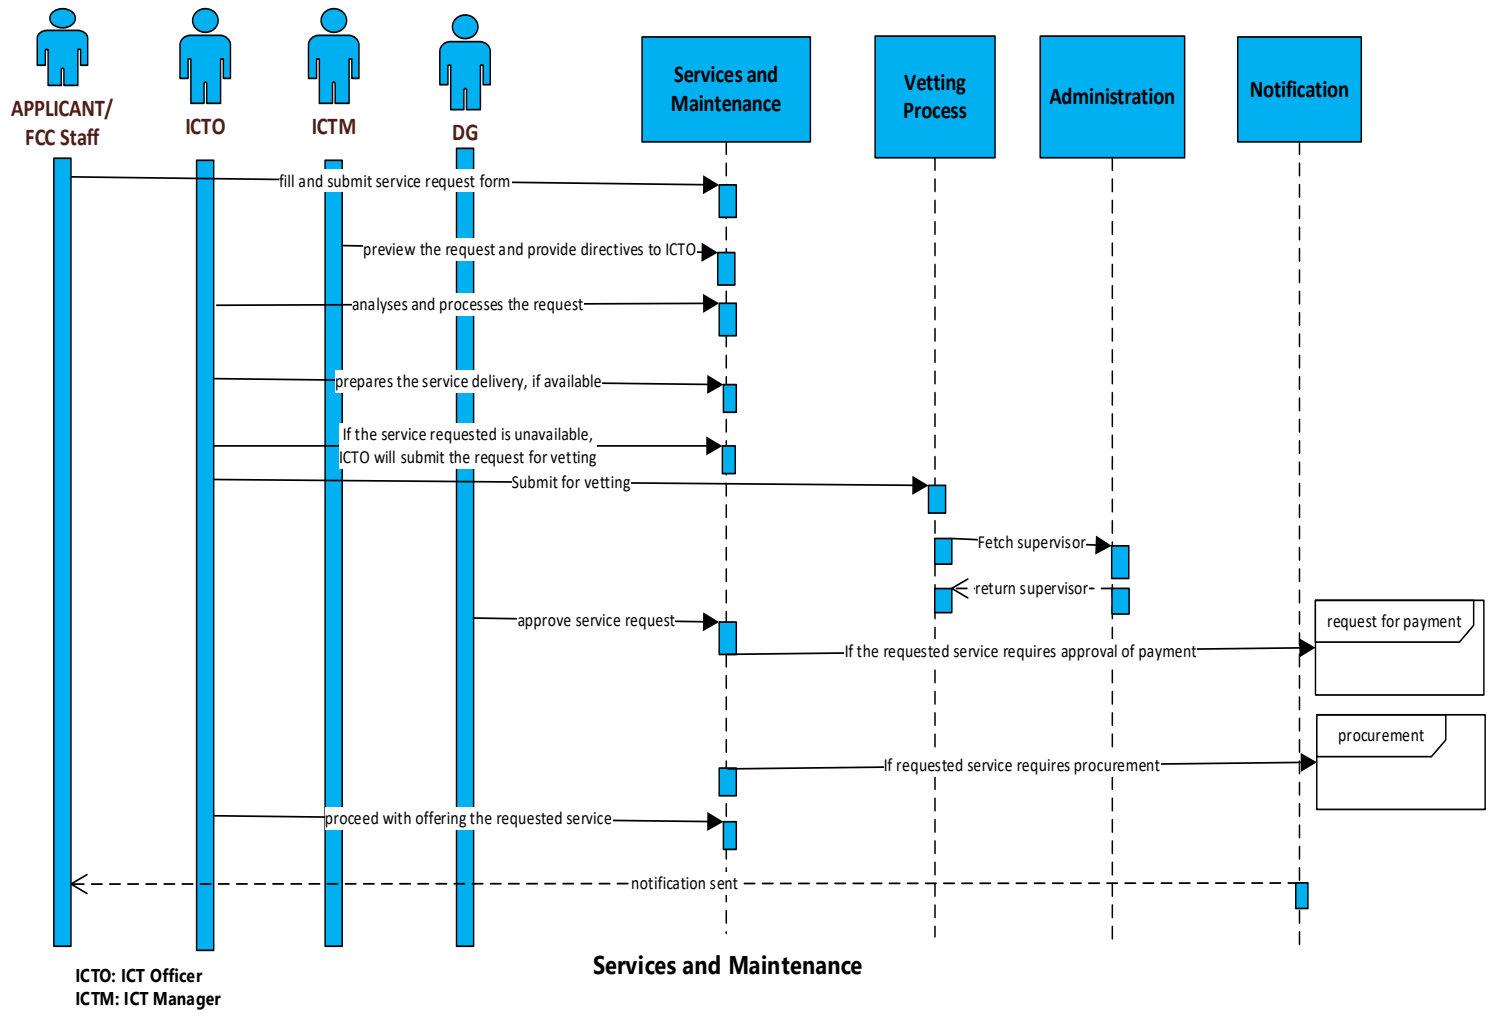 APPLICANT/
FCC Staff
ICTO
ICTM
DG
Services and
Maintenance
Vetting
Process
Administration
Notification
fill and submit service request form
preview the request and provide directives to ICTO
analyses and processes the request
prepares the service delivery, if available
If the service requested is unavailable,
ICTO will submit the request for vetting
Submit for vetting
Fetch supervisor
return supervisor
approve service request
request for payment
If the requested service requires approval of payment
procurement
If requested service requires procurement
proceed with offering the requested service
notification sent
Services and Maintenance
ICTO: ICT Officer
ICTM: ICT Manager